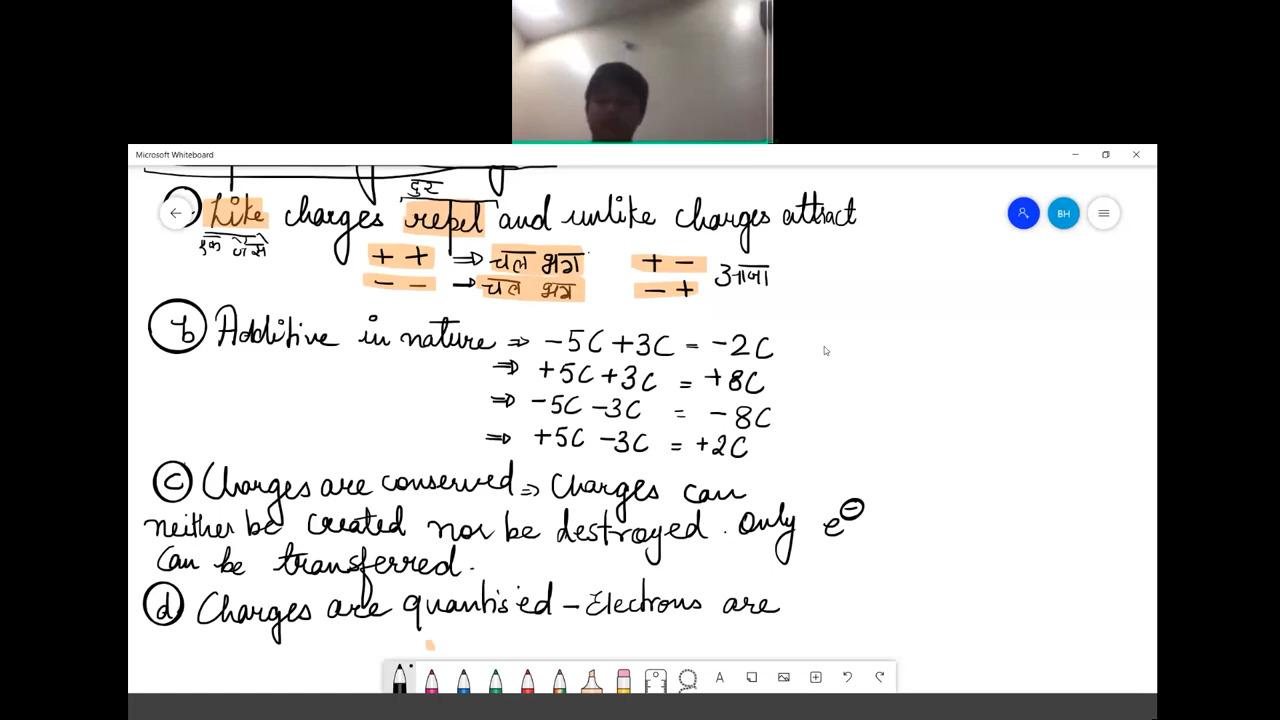 Microsoft Whiteboard
दुर
Like charges repel and unlike charges attract
एक जैसे
+ + ⇒ चल भाग + - आजा
- - → चल भग - +
BH
b Additive in nature ⇒ -5C +3C = -2C
⇒ +5C +3C = +8C
⇒ -5C -3C = -8C
⇒ +5C -3C = +2C
c Charges are conserved ⇒ Charges can
neither be created nor be destroyed. Only e⊖
can be transferred.
d Charges are quantised - Electrons are
A